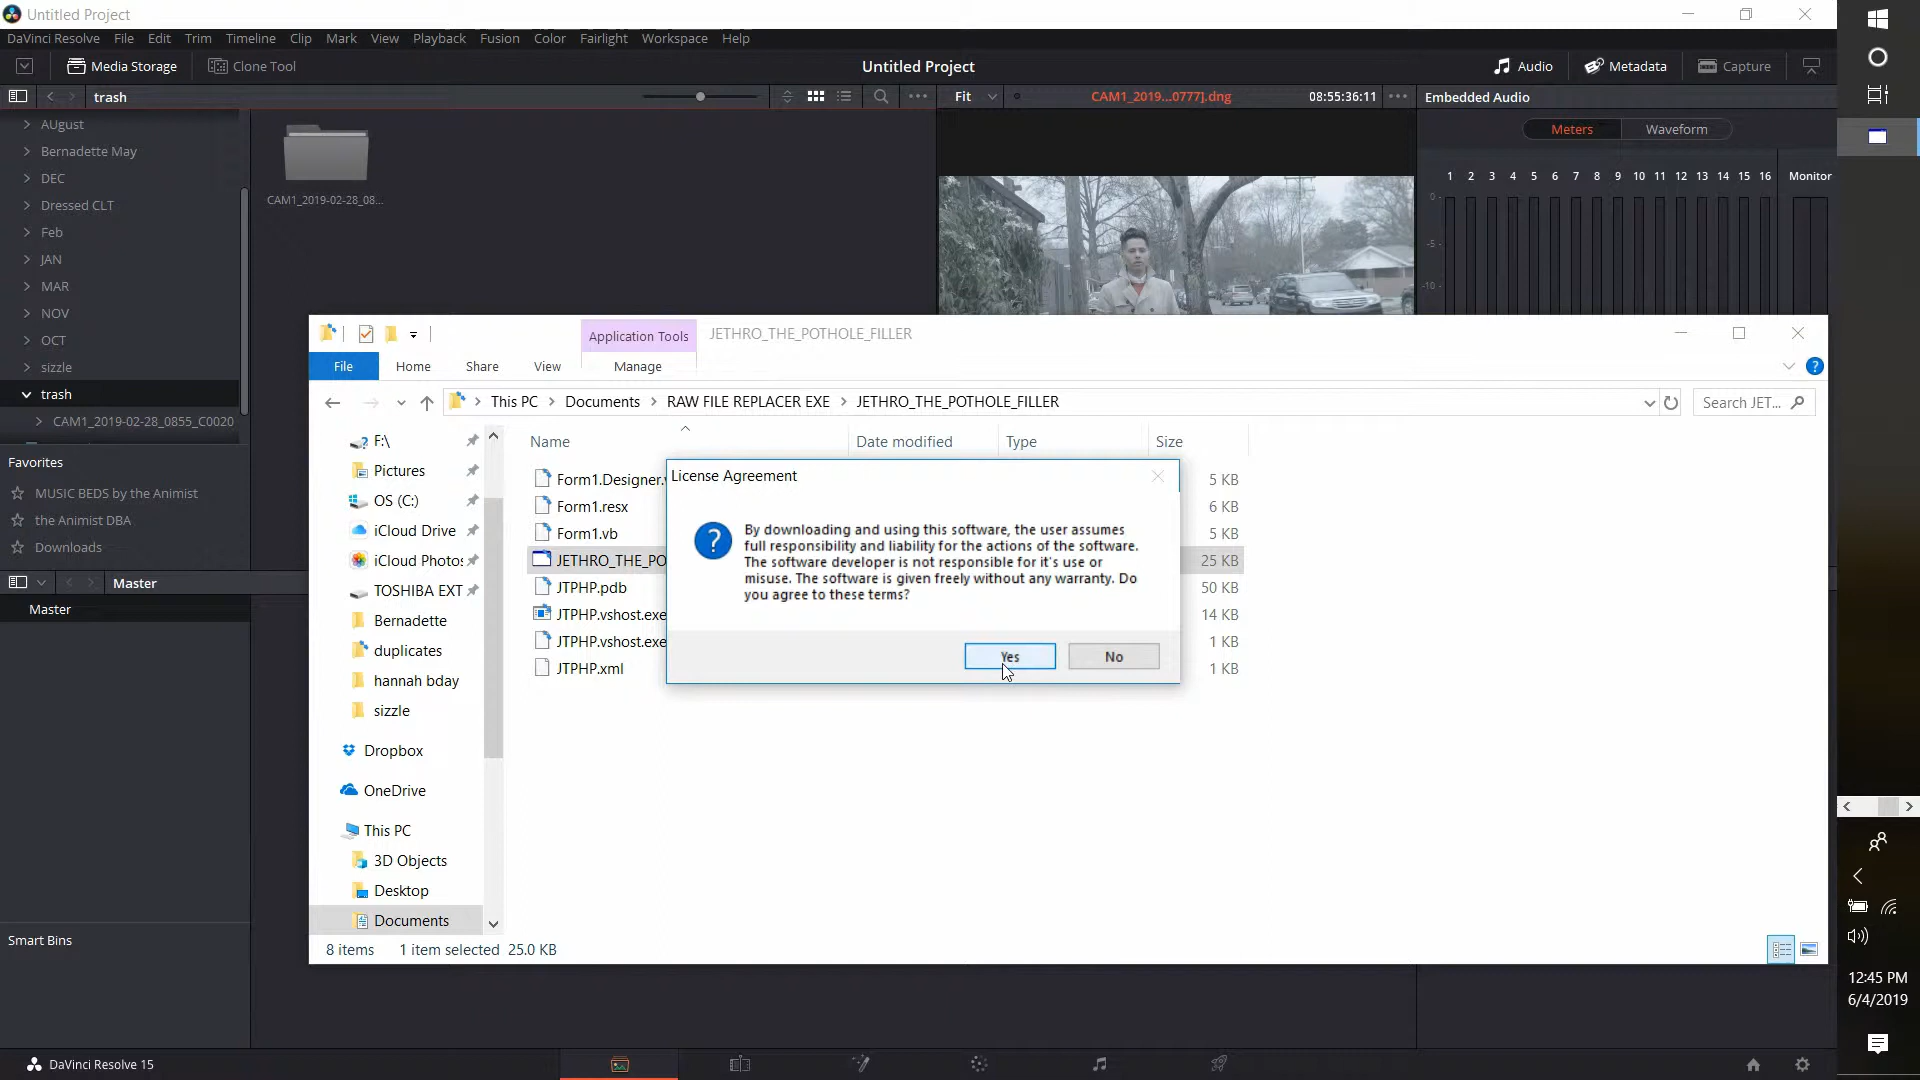 Untitled Project
DaVinci Resolve File Edit Trim Timeline Clip Mark View Playback Fusion Color Fairlight Workspace Help
Media Storage Clone Tool Untitled Project Audio Metadata Capture
trash Fit CAM1_2019...0777].dng 08:55:36:11 Embedded Audio
Meters Waveform
1 2 3 4 5 6 7 8 9 10 11 12 13 14 15 16 Monitor
0
-5
-10
AUgust
Bernadette May
DEC
Dressed CLT
Feb
JAN
MAR
NOV
OCT
sizzle
trash
CAM1_2019-02-28_0855_C0020
CAM1_2019-02-28_08...
Favorites
MUSIC BEDS by the Animist
the Animist DBA
Downloads
Master
Master
Smart Bins
Application Tools JETHRO_THE_POTHOLE_FILLER
File Home Share View Manage
This PC Documents RAW FILE REPLACER EXE JETHRO_THE_POTHOLE_FILLER Search JET...
Name Date modified Type Size
F:\
Pictures
OS (C:)
iCloud Drive
iCloud Photos
TOSHIBA EXT
Bernadette
duplicates
hannah bday
sizzle
Dropbox
OneDrive
This PC
3D Objects
Desktop
Documents
Form1.Designer.v 5 KB
Form1.resx 6 KB
Form1.vb 5 KB
JETHRO_THE_PO 25 KB
JTPHP.pdb 50 KB
JTPHP.vshost.exe 14 KB
JTPHP.vshost.exe 1 KB
JTPHP.xml 1 KB
License Agreement
By downloading and using this software, the user assumes
full responsibility and liability for the actions of the software.
The software developer is not responsible for it's use or
misuse. The software is given freely without any warranty. Do
you agree to these terms?
Yes No
8 items 1 item selected 25.0 KB
12:45 PM
6/4/2019
DaVinci Resolve 15